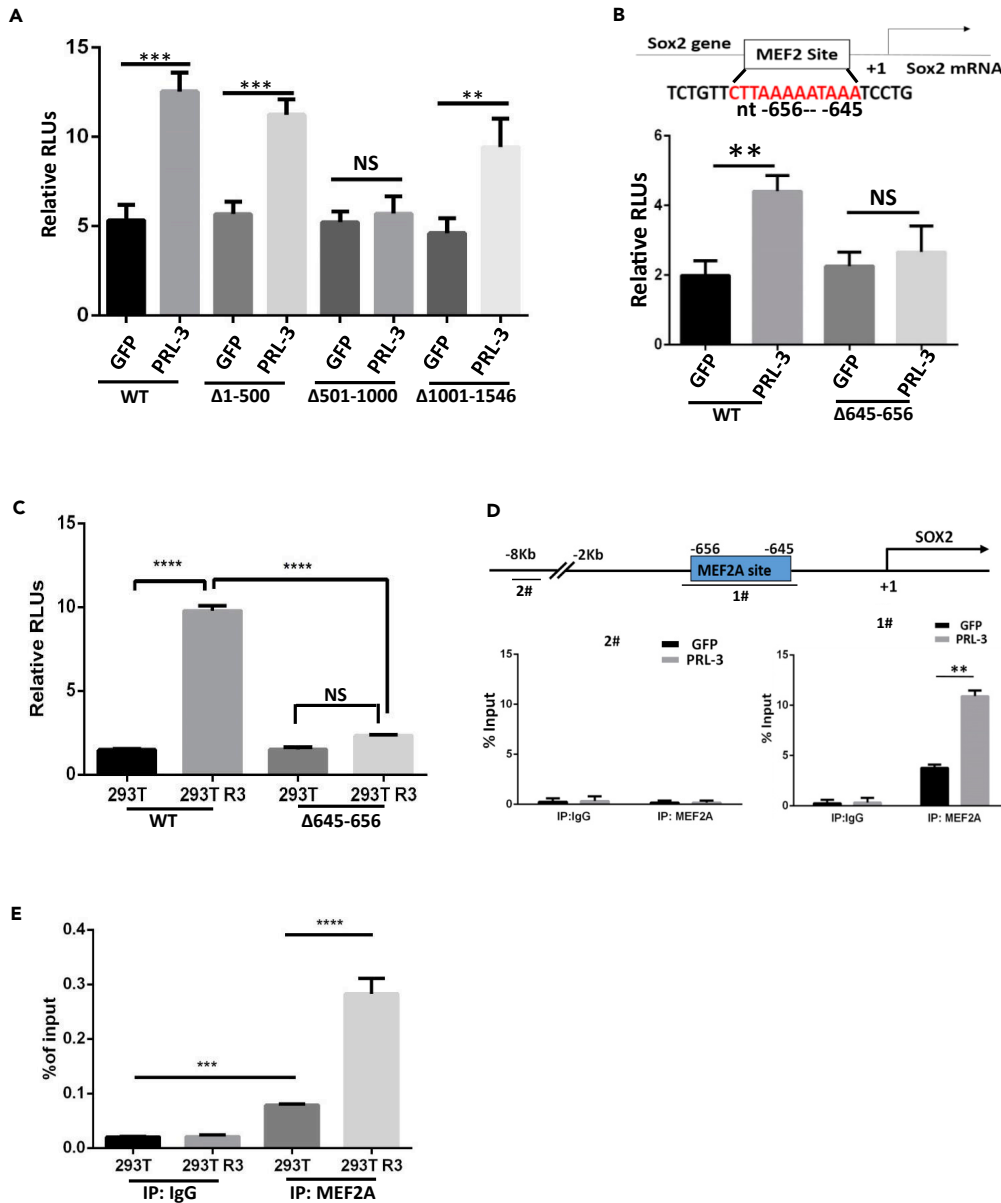 A
Relative RLUs
15
10
5
0
***
***
NS
**
GFP
PRL-3
GFP
PRL-3
GFP
PRL-3
GFP
PRL-3
WT
Δ1-500
Δ501-1000
Δ1001-1546
B
Sox2 gene
MEF2 Site
+1
Sox2 mRNA
TCTGTTCTTAAAAATAAATCCTG
nt -656-- -645
Relative RLUs
6
4
2
0
**
NS
GFP
PRL-3
GFP
PRL-3
WT
Δ645-656
C
Relative RLUs
15
10
5
0
****
****
NS
293T
293T R3
293T
293T R3
WT
Δ645-656
D
SOX2
-8Kb
-2Kb
-656
-645
MEF2A site
2#
1#
+1
2#
GFP
PRL-3
% Input
15
10
5
0
IP:IgG
IP: MEF2A
1#
GFP
PRL-3
% Input
15
10
5
0
**
IP:IgG
IP: MEF2A
E
%of input
0.4
0.3
0.2
0.1
0.0
***
****
293T
293T R3
293T
293T R3
IP: IgG
IP: MEF2A